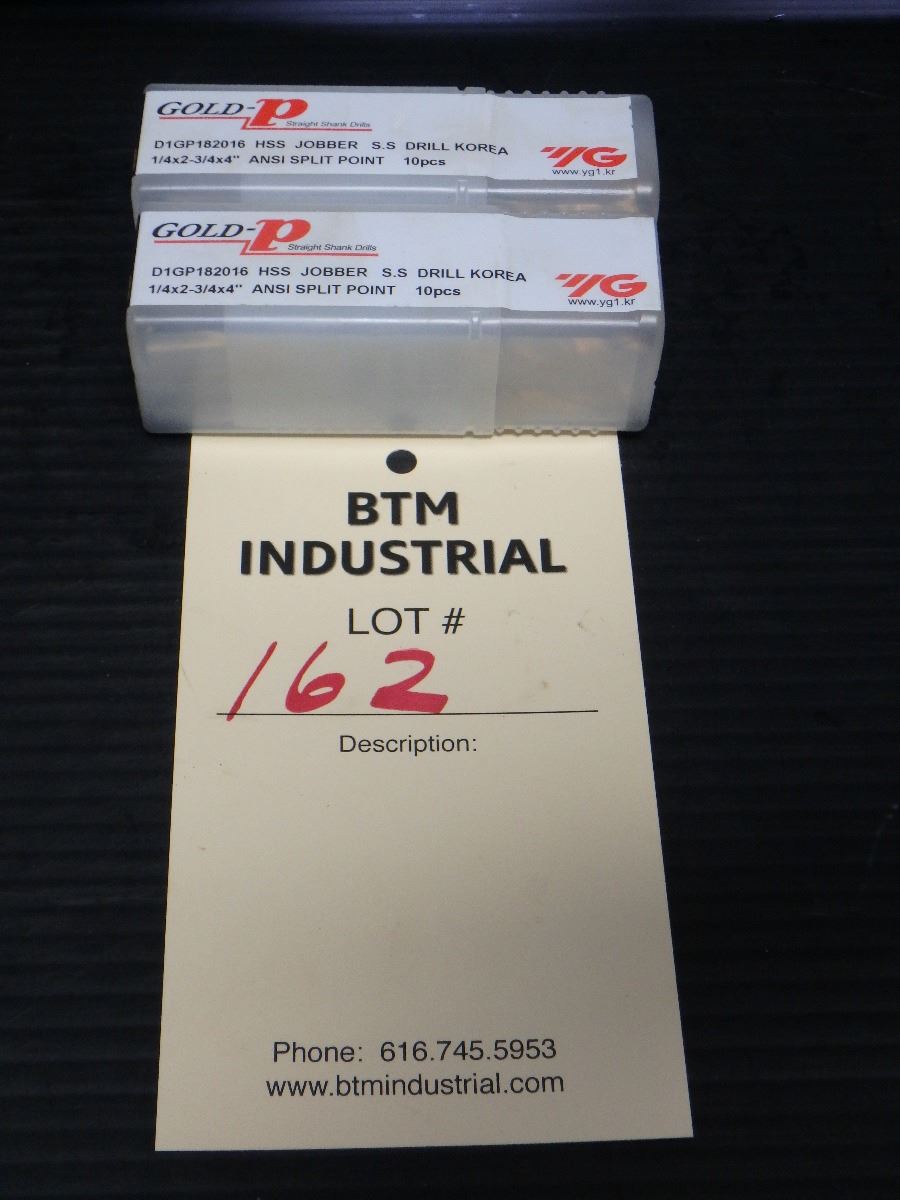 GOLD-P
Straight Shank Drills
D1GP182016 HSS JOBBER S.S DRILL KOREA
1/4x2-3/4x4" ANSI SPLIT POINT 10pcs
YG
www.yg1.kr
GOLD-P
Straight Shank Drills
D1GP182016 HSS JOBBER S.S DRILL KOREA
1/4x2-3/4x4" ANSI SPLIT POINT 10pcs
YG
www.yg1.kr
BTM
INDUSTRIAL
LOT #
162
Description:
Phone: 616.745.5953
www.btmindustrial.com